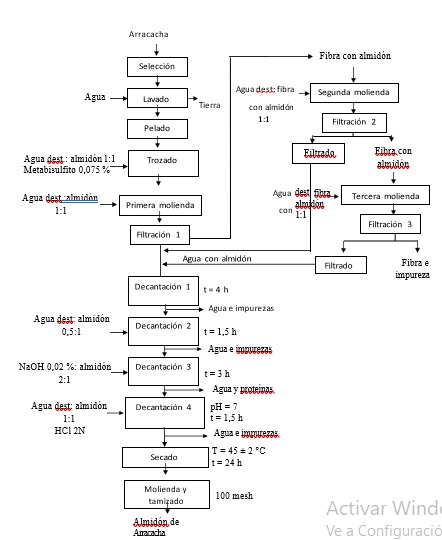 Arracacha
Selección
Agua
Lavado
Tierra
Pelado
Agua dest.: almidón 1:1
Metabisulfito 0,075 %
Trozado
Agua dest.:almidón
1:1
Primera molienda
Filtración 1
Fibra con almidón
Agua dest: fibra
con almidón
1:1
Segunda molienda
Filtración 2
Filtrado
Fibra con
almidón
Agua dest: fibra
con almidón
1:1
Tercera molienda
Filtración 3
Filtrado
Fibra e
impureza
Agua con almidón
Decantación 1
t = 4 h
Agua e impurezas
Agua dest: almidón
0,5:1
Decantación 2
t = 1,5 h
Agua e impurezas
NaOH 0,02 %: almidón
2:1
Decantación 3
t = 3 h
Agua y proteínas
Agua dest: almidón
1:1
HCl 2N
Decantación 4
pH = 7
t = 1,5 h
Agua e impurezas
Secado
T = 45 ± 2 °C
t = 24 h
Molienda y
tamizado
100 mesh
Almidón de
Arracacha
Activar Windo
Ve a Configuració